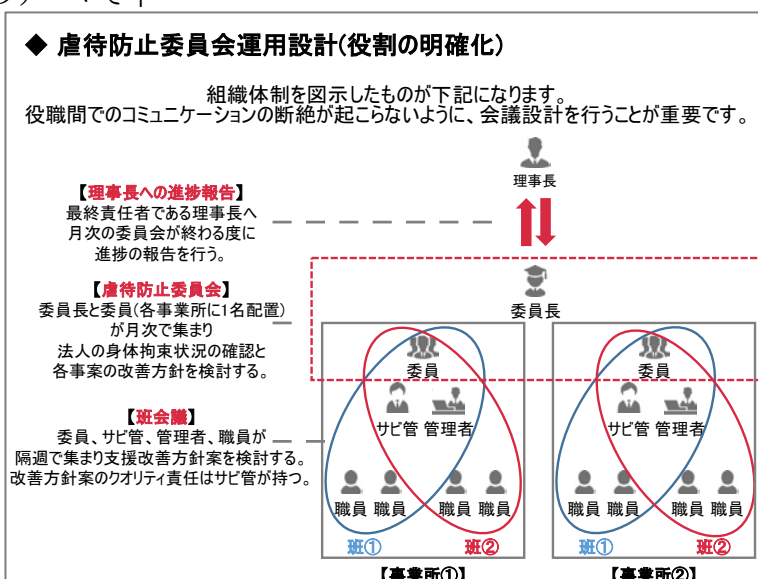 ◆ 虐待防止委員会運用設計(役割の明確化)
組織体制を図示したものが下記になります。
役職間でのコミュニケーションの断絶が起こらないように、会議設計を行うことが重要です。
理事長
【理事長への進捗報告】
最終責任者である理事長へ
月次の委員会が終わる度に
進捗の報告を行う。
委員長
【虐待防止委員会】
委員長と委員(各事業所に1名配置)
が月次で集まり
法人の身体拘束状況の確認と
各事案の改善方針を検討する。
委員 委員
サビ管 管理者 サビ管 管理者
【班会議】
委員、サビ管、管理者、職員が
隔週で集まり支援改善方針案を検討する。
改善方針案のクオリティ責任はサビ管が持つ。
職員 職員 職員 職員 職員 職員 職員 職員
班① 班② 班① 班②
【事業所①】 【事業所②】